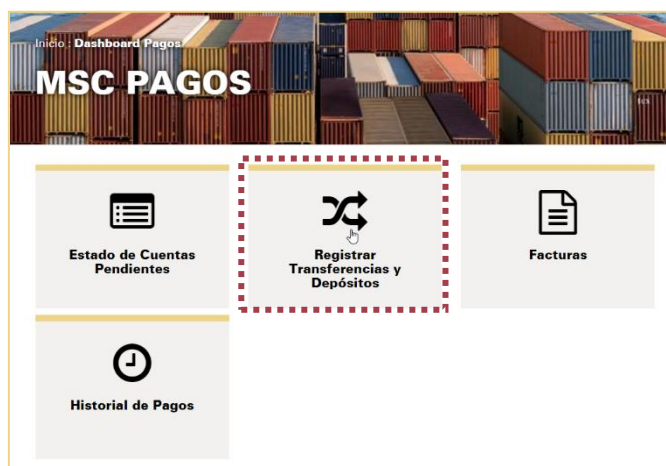 Inicio : Dashboard Pagos
MSC PAGOS
Estado de Cuentas
Pendientes
Registrar
Transferencias y
Depósitos
Facturas
Historial de Pagos